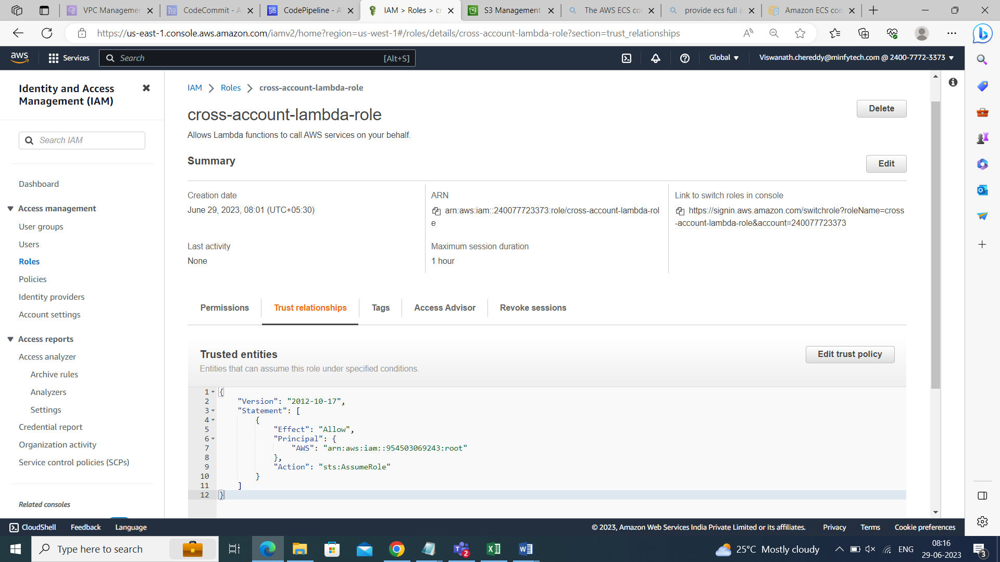 VPC Managemen
CodeCommit - A
CodePipeline - A
IAM > Roles > cr
S3 Management
The AWS ECS co
provide ecs full a
Amazon ECS con
https://us-east-1.console.aws.amazon.com/iamv2/home?region=us-west-1#/roles/details/cross-account-lambda-role?section=trust_relationships
aws
Services
Search
[Alt+S]
Global
Viswanath.chereddy@minfytech.com @ 2400-7772-3373
Identity and Access
Management (IAM)
Search IAM
Dashboard
Access management
User groups
Users
Roles
Policies
Identity providers
Account settings
Access reports
Access analyzer
Archive rules
Analyzers
Settings
Credential report
Organization activity
Service control policies (SCPs)
Related consoles
IAM
Roles
cross-account-lambda-role
cross-account-lambda-role
Delete
Allows Lambda functions to call AWS services on your behalf.
Summary
Edit
Creation date
June 29, 2023, 08:01 (UTC+05:30)
ARN
arn:aws:iam::240077723373:role/cross-account-lambda-rol
e
Link to switch roles in console
https://signin.aws.amazon.com/switchrole?roleName=cross
-account-lambda-role&account=240077723373
Last activity
None
Maximum session duration
1 hour
Permissions
Trust relationships
Tags
Access Advisor
Revoke sessions
Trusted entities
Edit trust policy
Entities that can assume this role under specified conditions.
1 {
2 "Version": "2012-10-17",
3 "Statement": [
4 {
5 "Effect": "Allow",
6 "Principal": {
7 "AWS": "arn:aws:iam::954503069243:root"
8 },
9 "Action": "sts:AssumeRole"
10 }
11 ]
12 }
CloudShell
Feedback
Language
© 2023, Amazon Web Services India Private Limited or its affiliates.
Privacy
Terms
Cookie preferences
Type here to search
2
25°C Mostly cloudy
ENG
08:16
29-06-2023
3